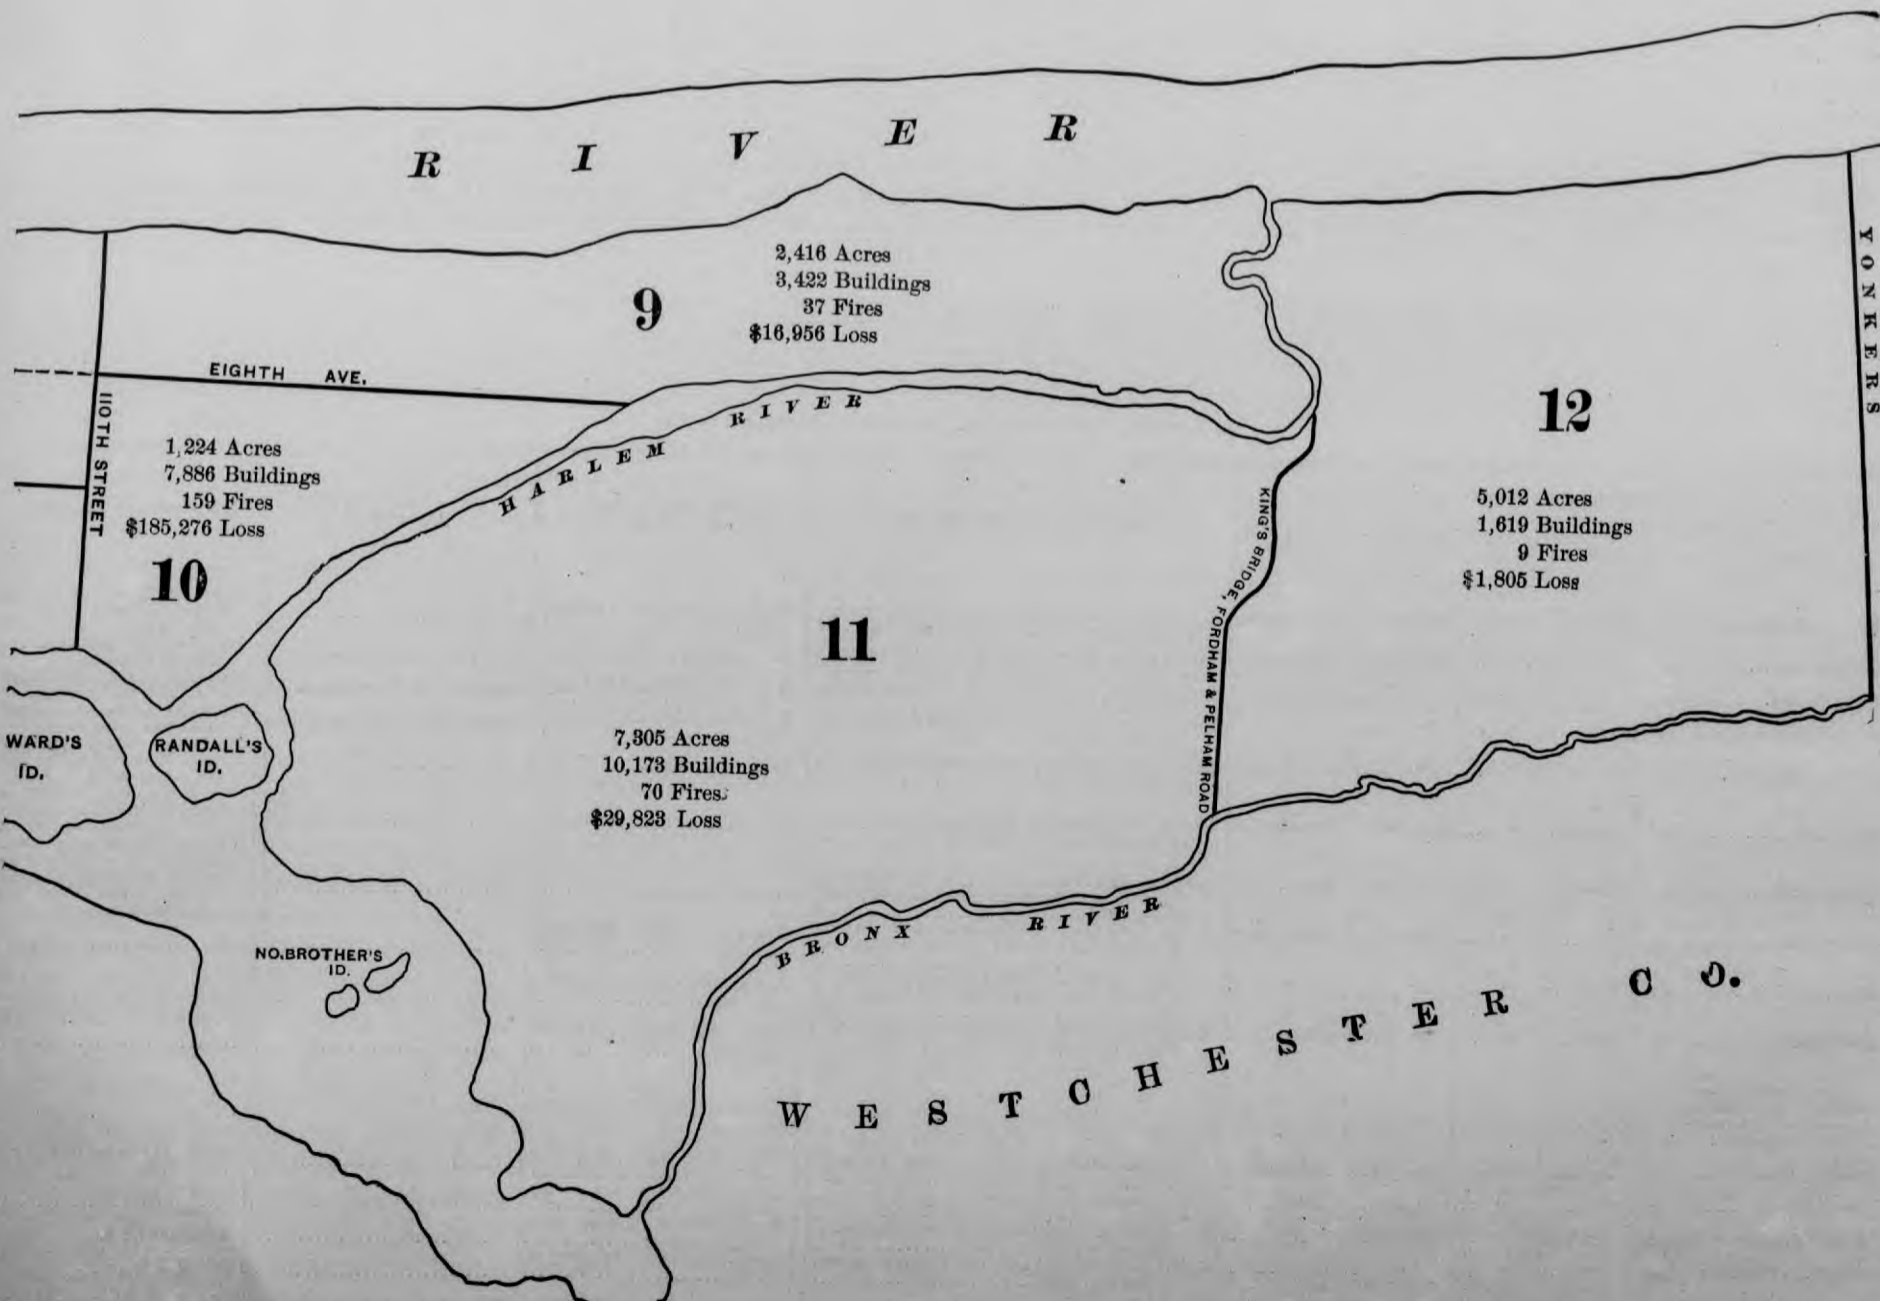 RIVER
9
2,416 Acres
3,422 Buildings
37 Fires
$16,956 Loss
EIGHTH AVE.
110TH STREET
1,224 Acres
7,886 Buildings
159 Fires
$185,276 Loss
10
HARLEM RIVER
12
5,012 Acres
1,619 Buildings
9 Fires
$1,805 Loss
YONKERS
KING'S BRIDGE, FORDHAM & PELHAM ROAD
11
7,305 Acres
10,173 Buildings
70 Fires
$29,823 Loss
WARD'S
ID.
RANDALL'S
ID.
NO. BROTHER'S
ID.
BRONX RIVER
WESTCHESTER CO.